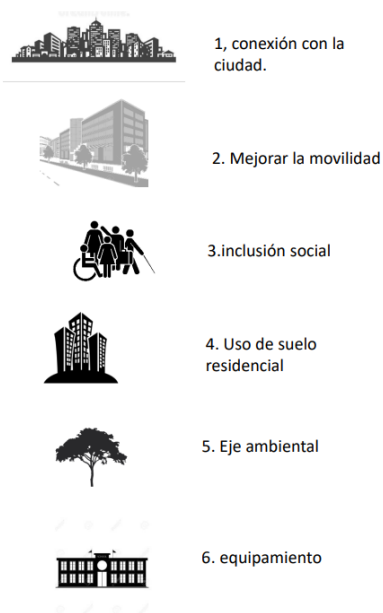 1, conexión con la
ciudad.
2. Mejorar la movilidad
3.inclusión social
4. Uso de suelo
residencial
5. Eje ambiental
6. equipamiento